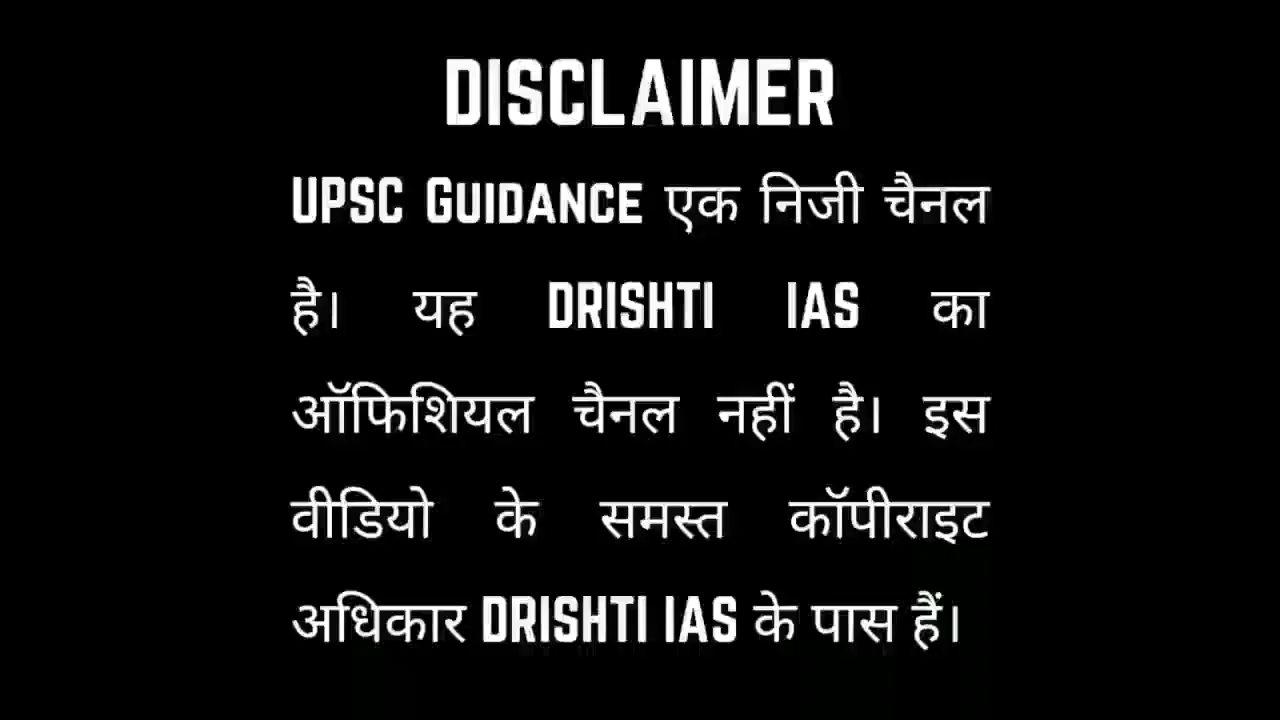 DISCLAIMER
UPSC GUIDANCE एक निजी चैनल
है। यह DRISHTI IAS का
ऑफिशियल चैनल नहीं है। इस
वीडियो के समस्त कॉपीराइट
अधिकार DRISHTI IAS के पास हैं।